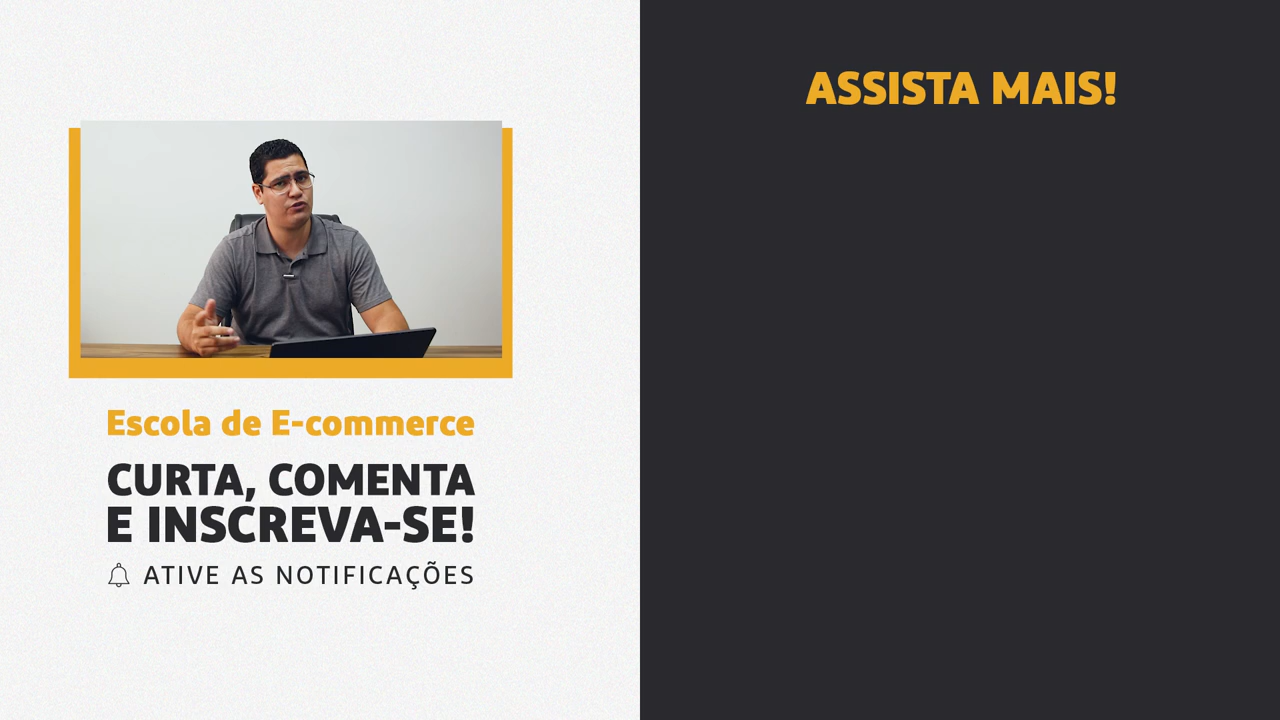 Escola de E-commerce
CURTA, COMENTA
E INSCREVA-SE!
ATIVE AS NOTIFICAÇÕES
ASSISTA MAIS!